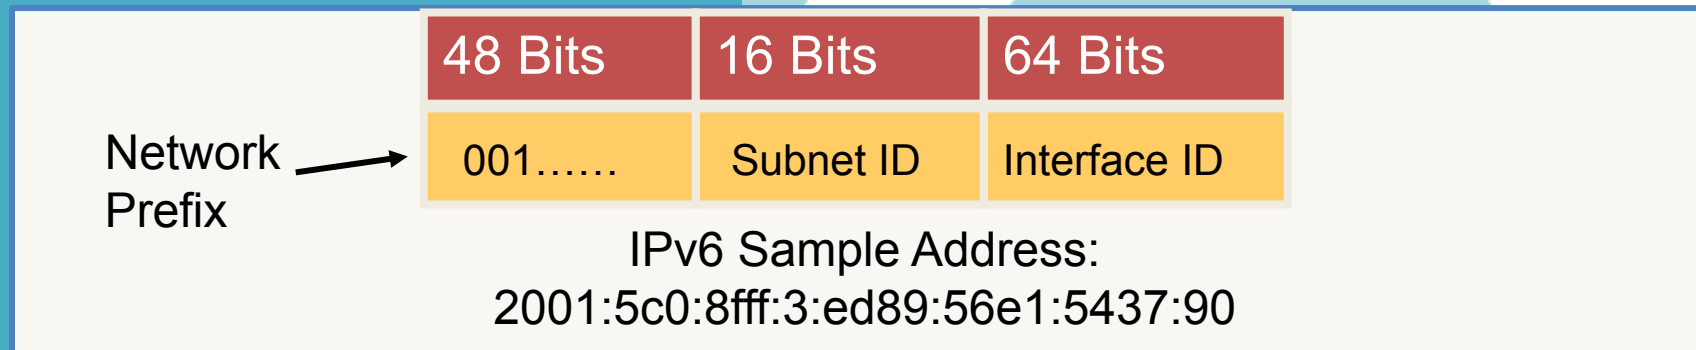 48 Bits 16 Bits 64 Bits
Network
Prefix
001...... Subnet ID Interface ID
IPv6 Sample Address:
2001:5c0:8fff:3:ed89:56e1:5437:90